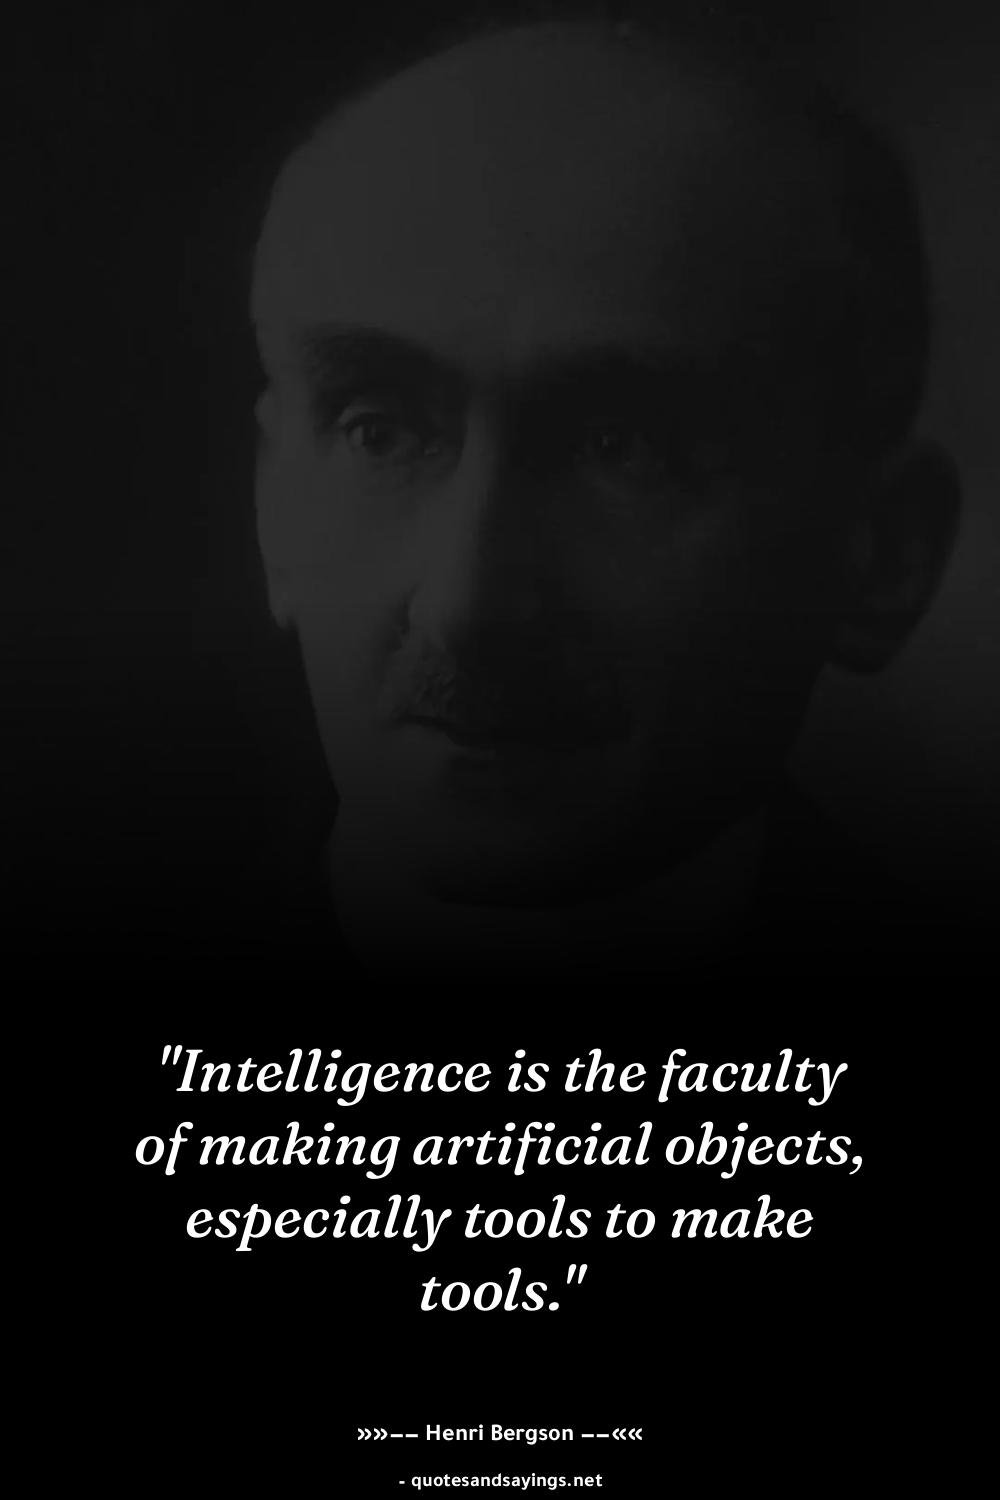 "Intelligence is the faculty
of making artificial objects,
especially tools to make
tools."
»»–– Henri Bergson ––««
- quotesandsayings.net